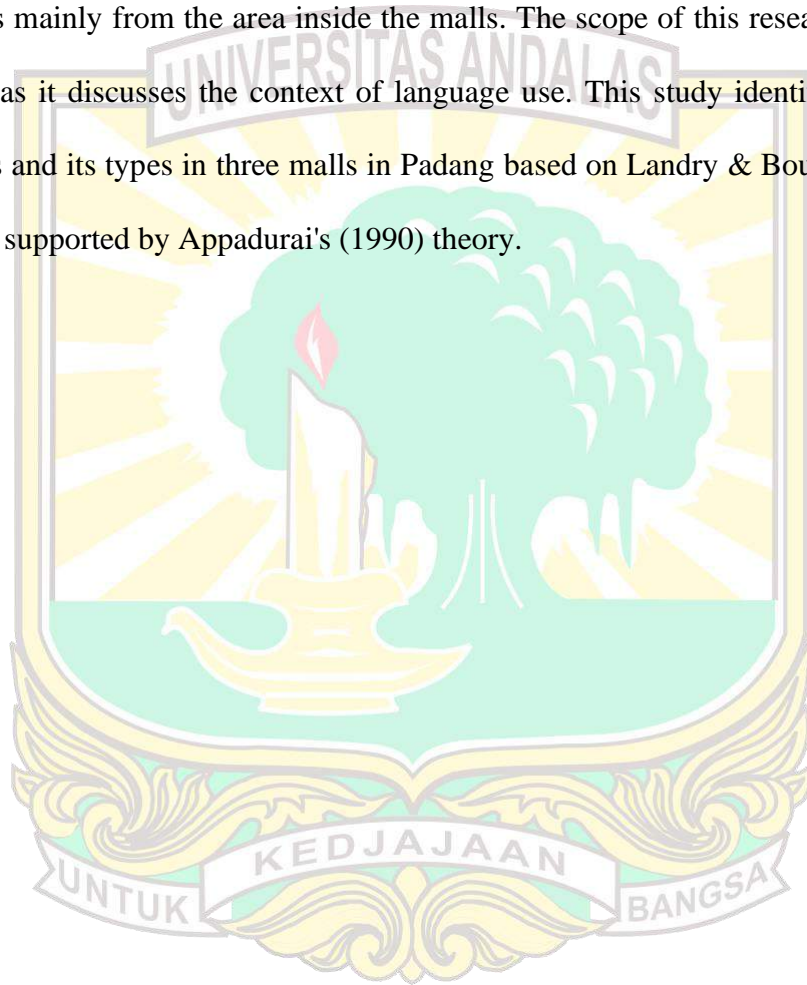 s mainly from the area inside the malls. The scope of this resea
as it discusses the context of language use. This study identi
s and its types in three malls in Padang based on Landry & Bou
supported by Appadurai's (1990) theory.
UNIVERSITAS ANDALAS
KEDJAJAAN
UNTUK BANGSA